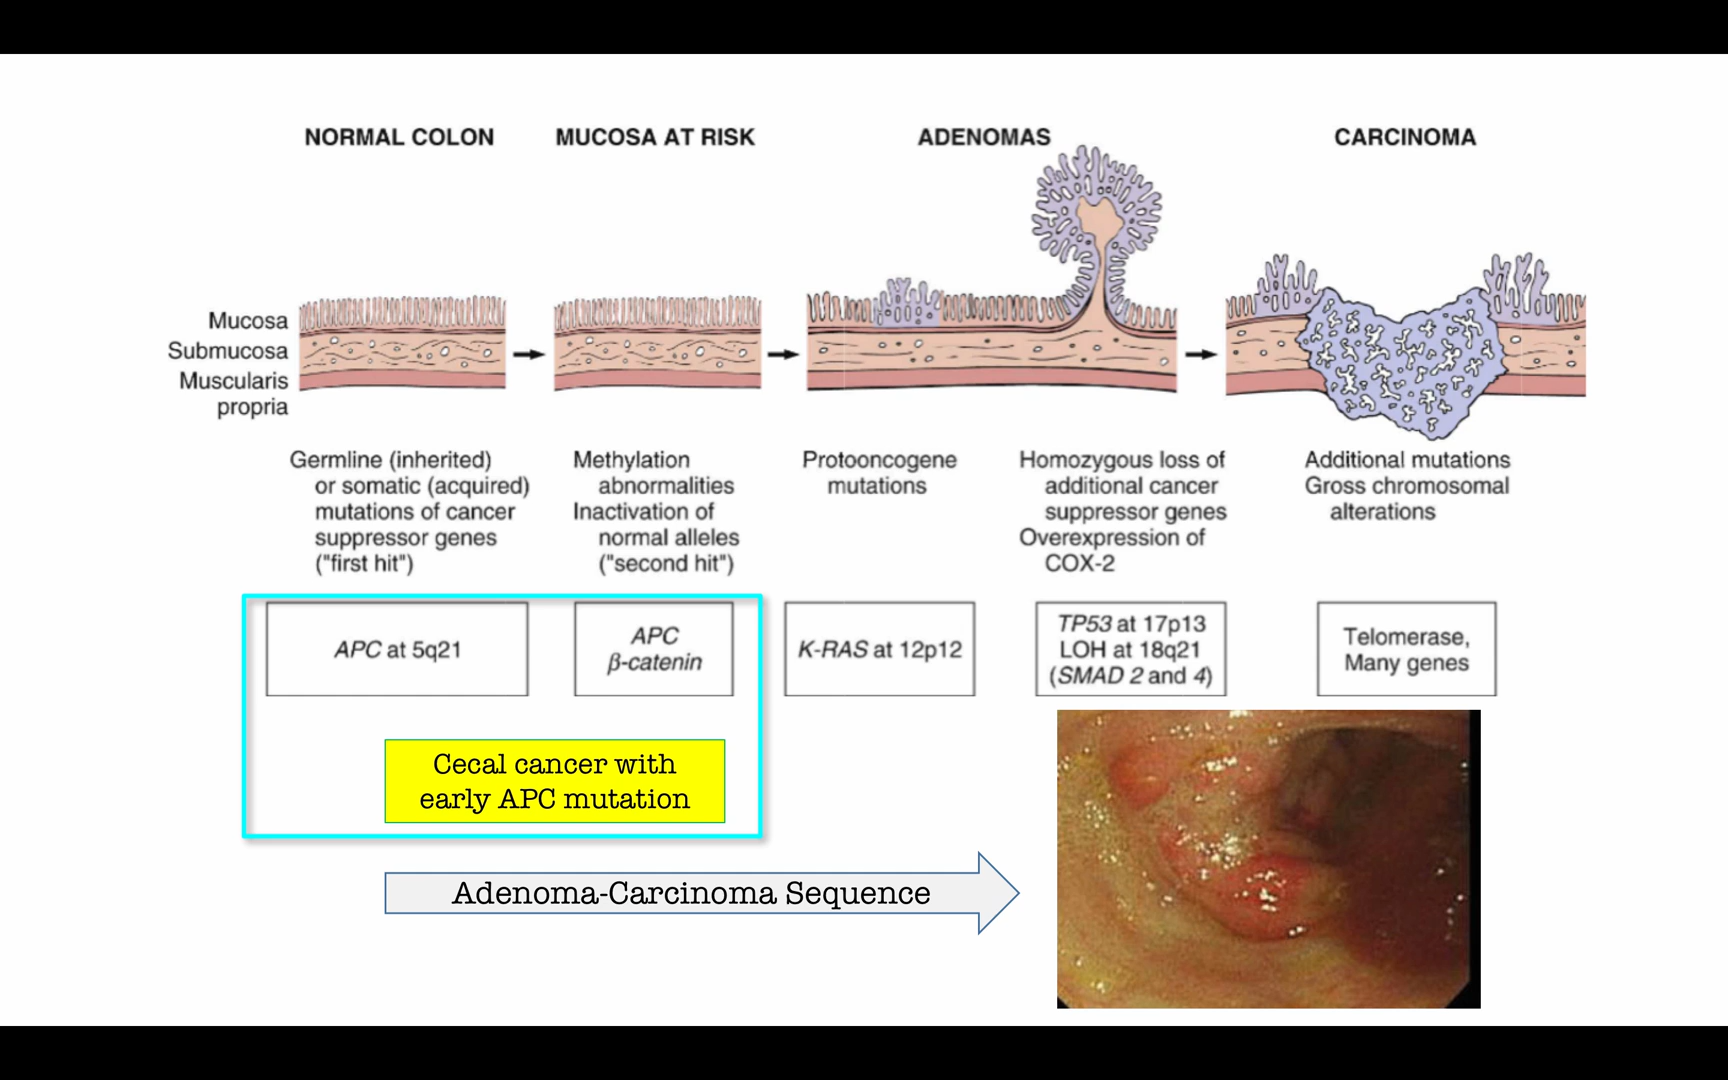 NORMAL COLON
MUCOSA AT RISK
ADENOMAS
CARCINOMA
Mucosa
Submucosa
Muscularis
propria
Germline (inherited)
or somatic (acquired)
mutations of cancer
suppressor genes
("first hit")
Methylation
abnormalities
Inactivation of
normal alleles
("second hit")
Protooncogene
mutations
Homozygous loss of
additional cancer
suppressor genes
Overexpression of
COX-2
Additional mutations
Gross chromosomal
alterations
APC at 5q21
APC
β-catenin
K-RAS at 12p12
TP53 at 17p13
LOH at 18q21
(SMAD 2 and 4)
Telomerase,
Many genes
Cecal cancer with
early APC mutation
Adenoma-Carcinoma Sequence